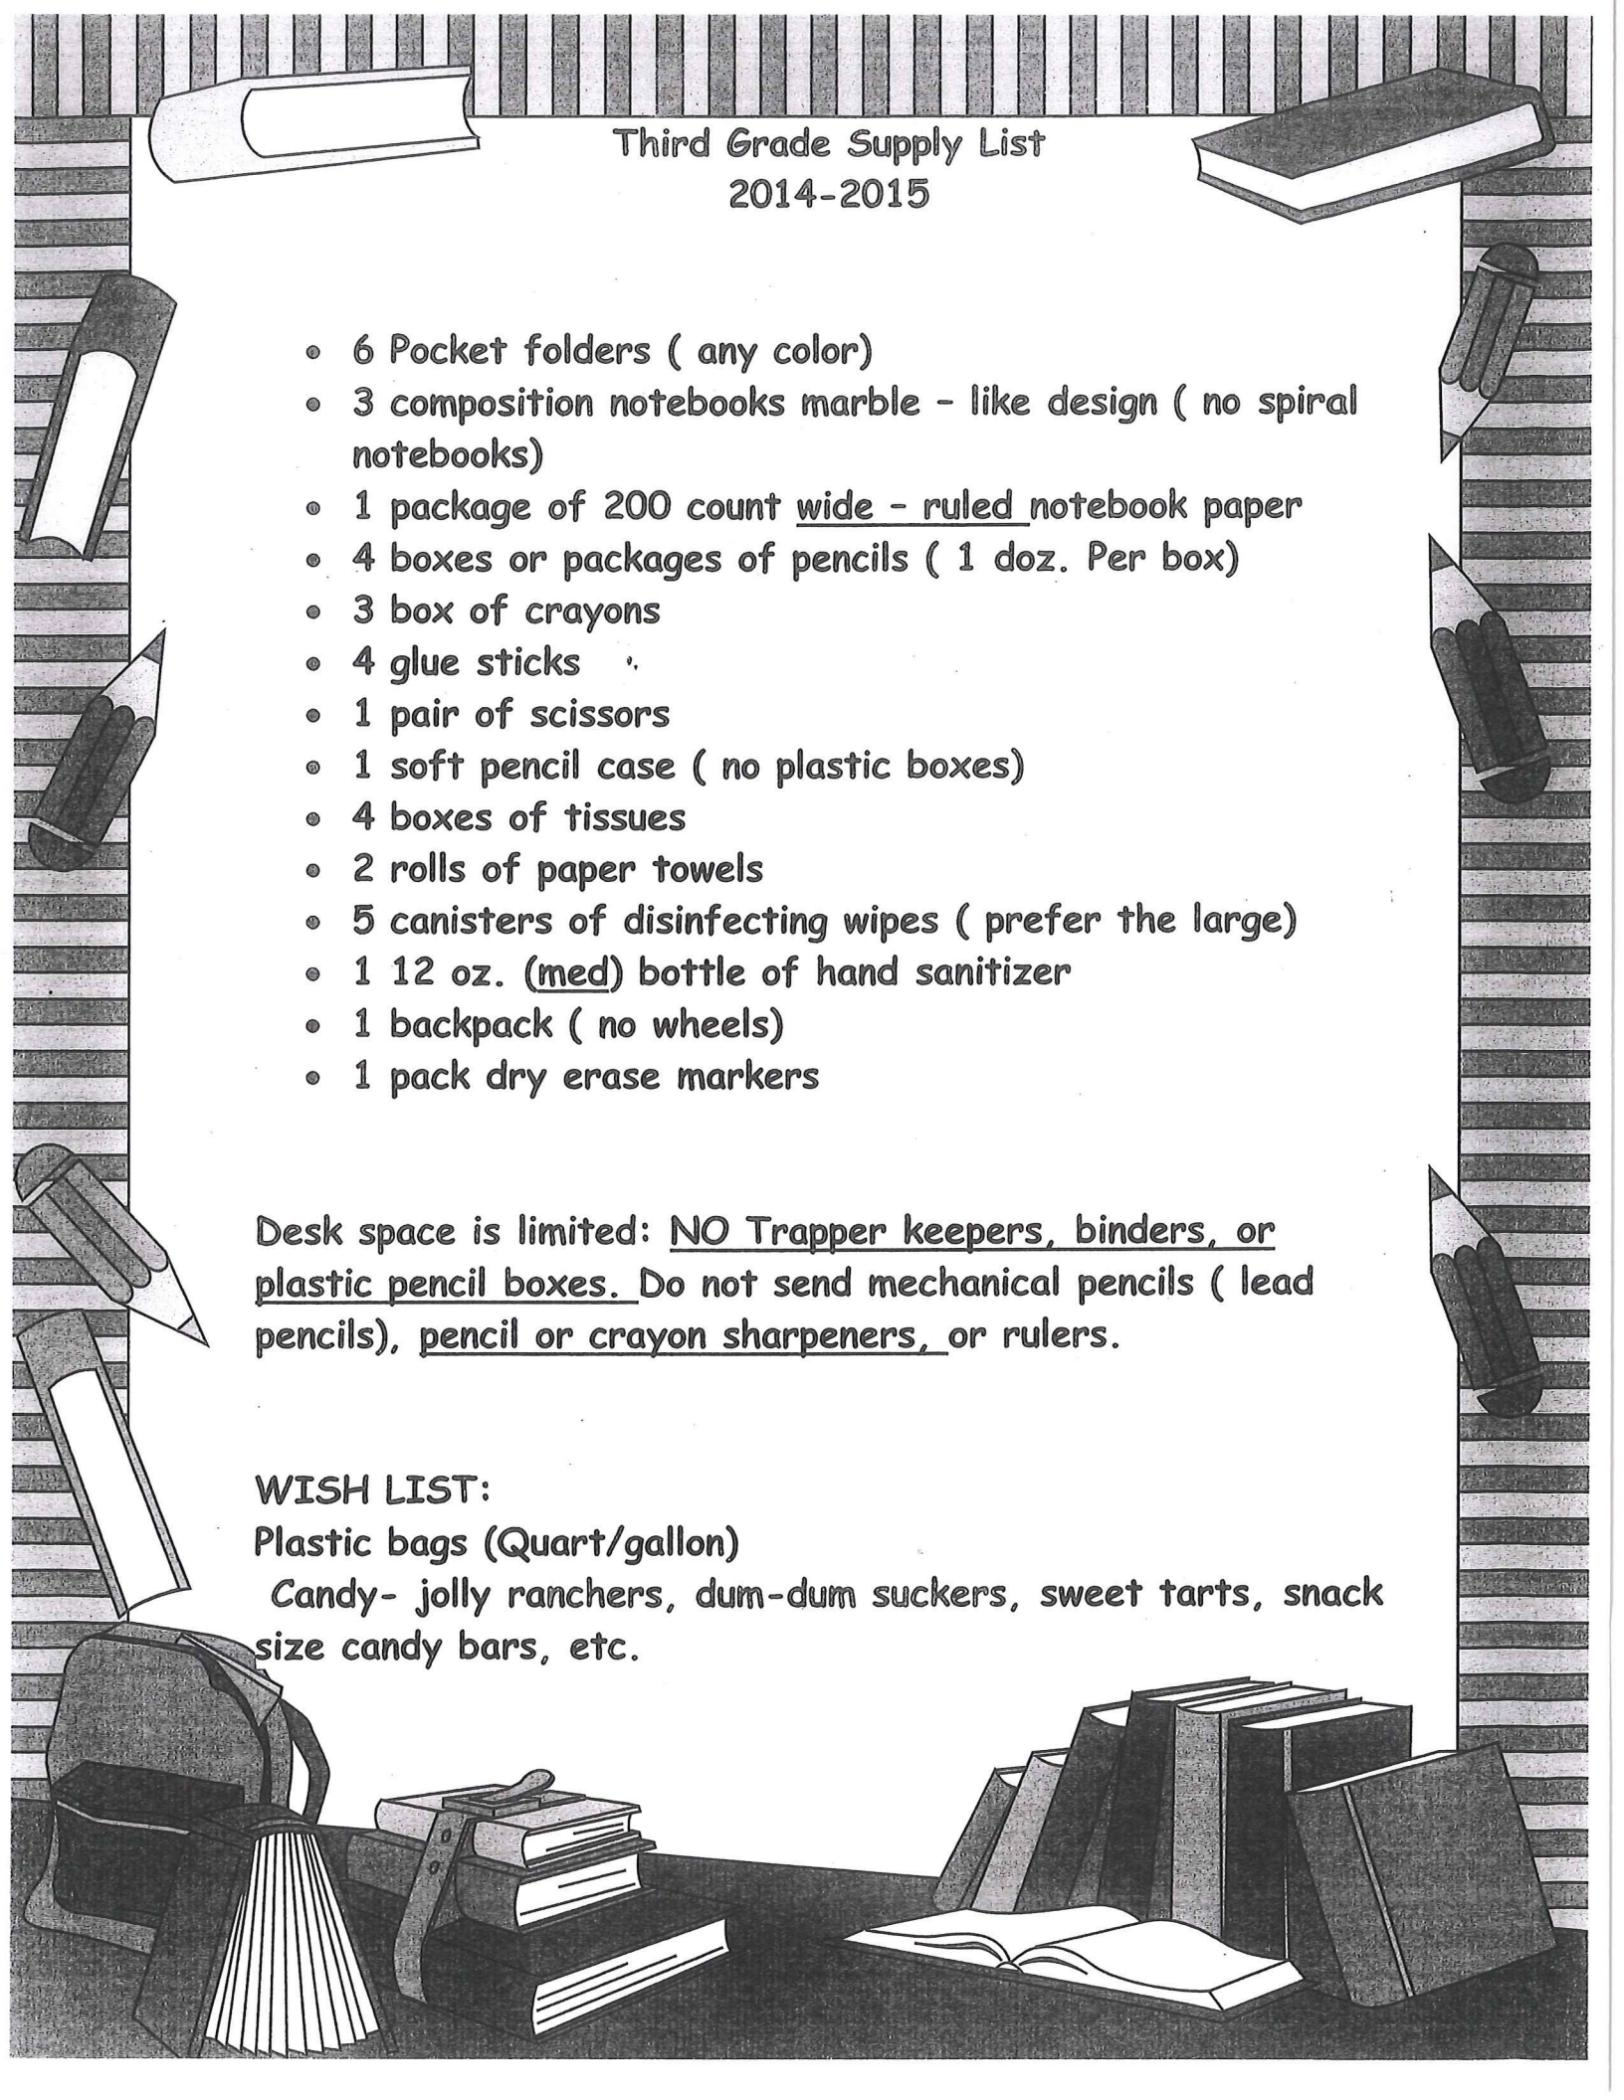 Third Grade Supply List
2014-2015
• 6 Pocket folders ( any color)
• 3 composition notebooks marble - like design ( no spiral
notebooks)
• 1 package of 200 count wide - ruled notebook paper
• 4 boxes or packages of pencils ( 1 doz. Per box)
• 3 box of crayons
• 4 glue sticks
• 1 pair of scissors
• 1 soft pencil case ( no plastic boxes)
• 4 boxes of tissues
• 2 rolls of paper towels
• 5 canisters of disinfecting wipes ( prefer the large)
• 1 12 oz. (med) bottle of hand sanitizer
• 1 backpack ( no wheels)
• 1 pack dry erase markers
Desk space is limited: NO Trapper keepers, binders, or
plastic pencil boxes. Do not send mechanical pencils ( lead
pencils), pencil or crayon sharpeners, or rulers.
WISH LIST:
Plastic bags (Quart/gallon)
Candy- jolly ranchers, dum-dum suckers, sweet tarts, snack
size candy bars, etc.